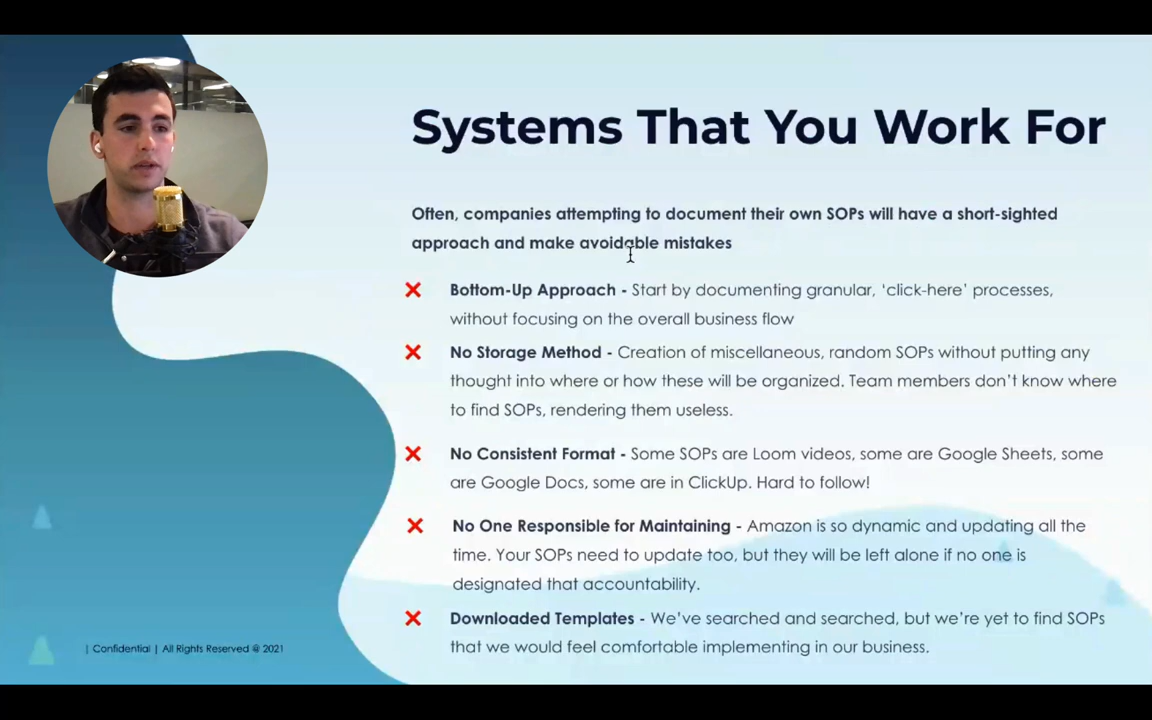 Systems That You Work For
Often, companies attempting to document their own SOPs will have a short-sighted
approach and make avoidable mistakes
Bottom-Up Approach - Start by documenting granular, ‘click-here’ processes,
without focusing on the overall business flow
No Storage Method - Creation of miscellaneous, random SOPs without putting any
thought into where or how these will be organized. Team members don’t know where
to find SOPs, rendering them useless.
No Consistent Format - Some SOPs are Loom videos, some are Google Sheets, some
are Google Docs, some are in ClickUp. Hard to follow!
No One Responsible for Maintaining - Amazon is so dynamic and updating all the
time. Your SOPs need to update too, but they will be left alone if no one is
designated that accountability.
Downloaded Templates - We’ve searched and searched, but we’re yet to find SOPs
that we would feel comfortable implementing in our business.
| Confidential | All Rights Reserved @ 2021